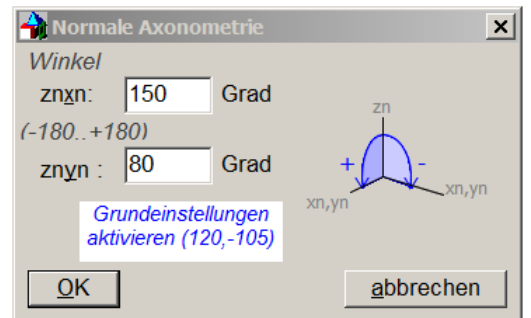 Normale Axonometrie
Winkel
znxn: 150 Grad
(-180..+180)
znyn : 80 Grad
Grundeinstellungen
aktivieren (120,-105)
zn
+ -
xn,yn
xn,yn
OK abbrechen